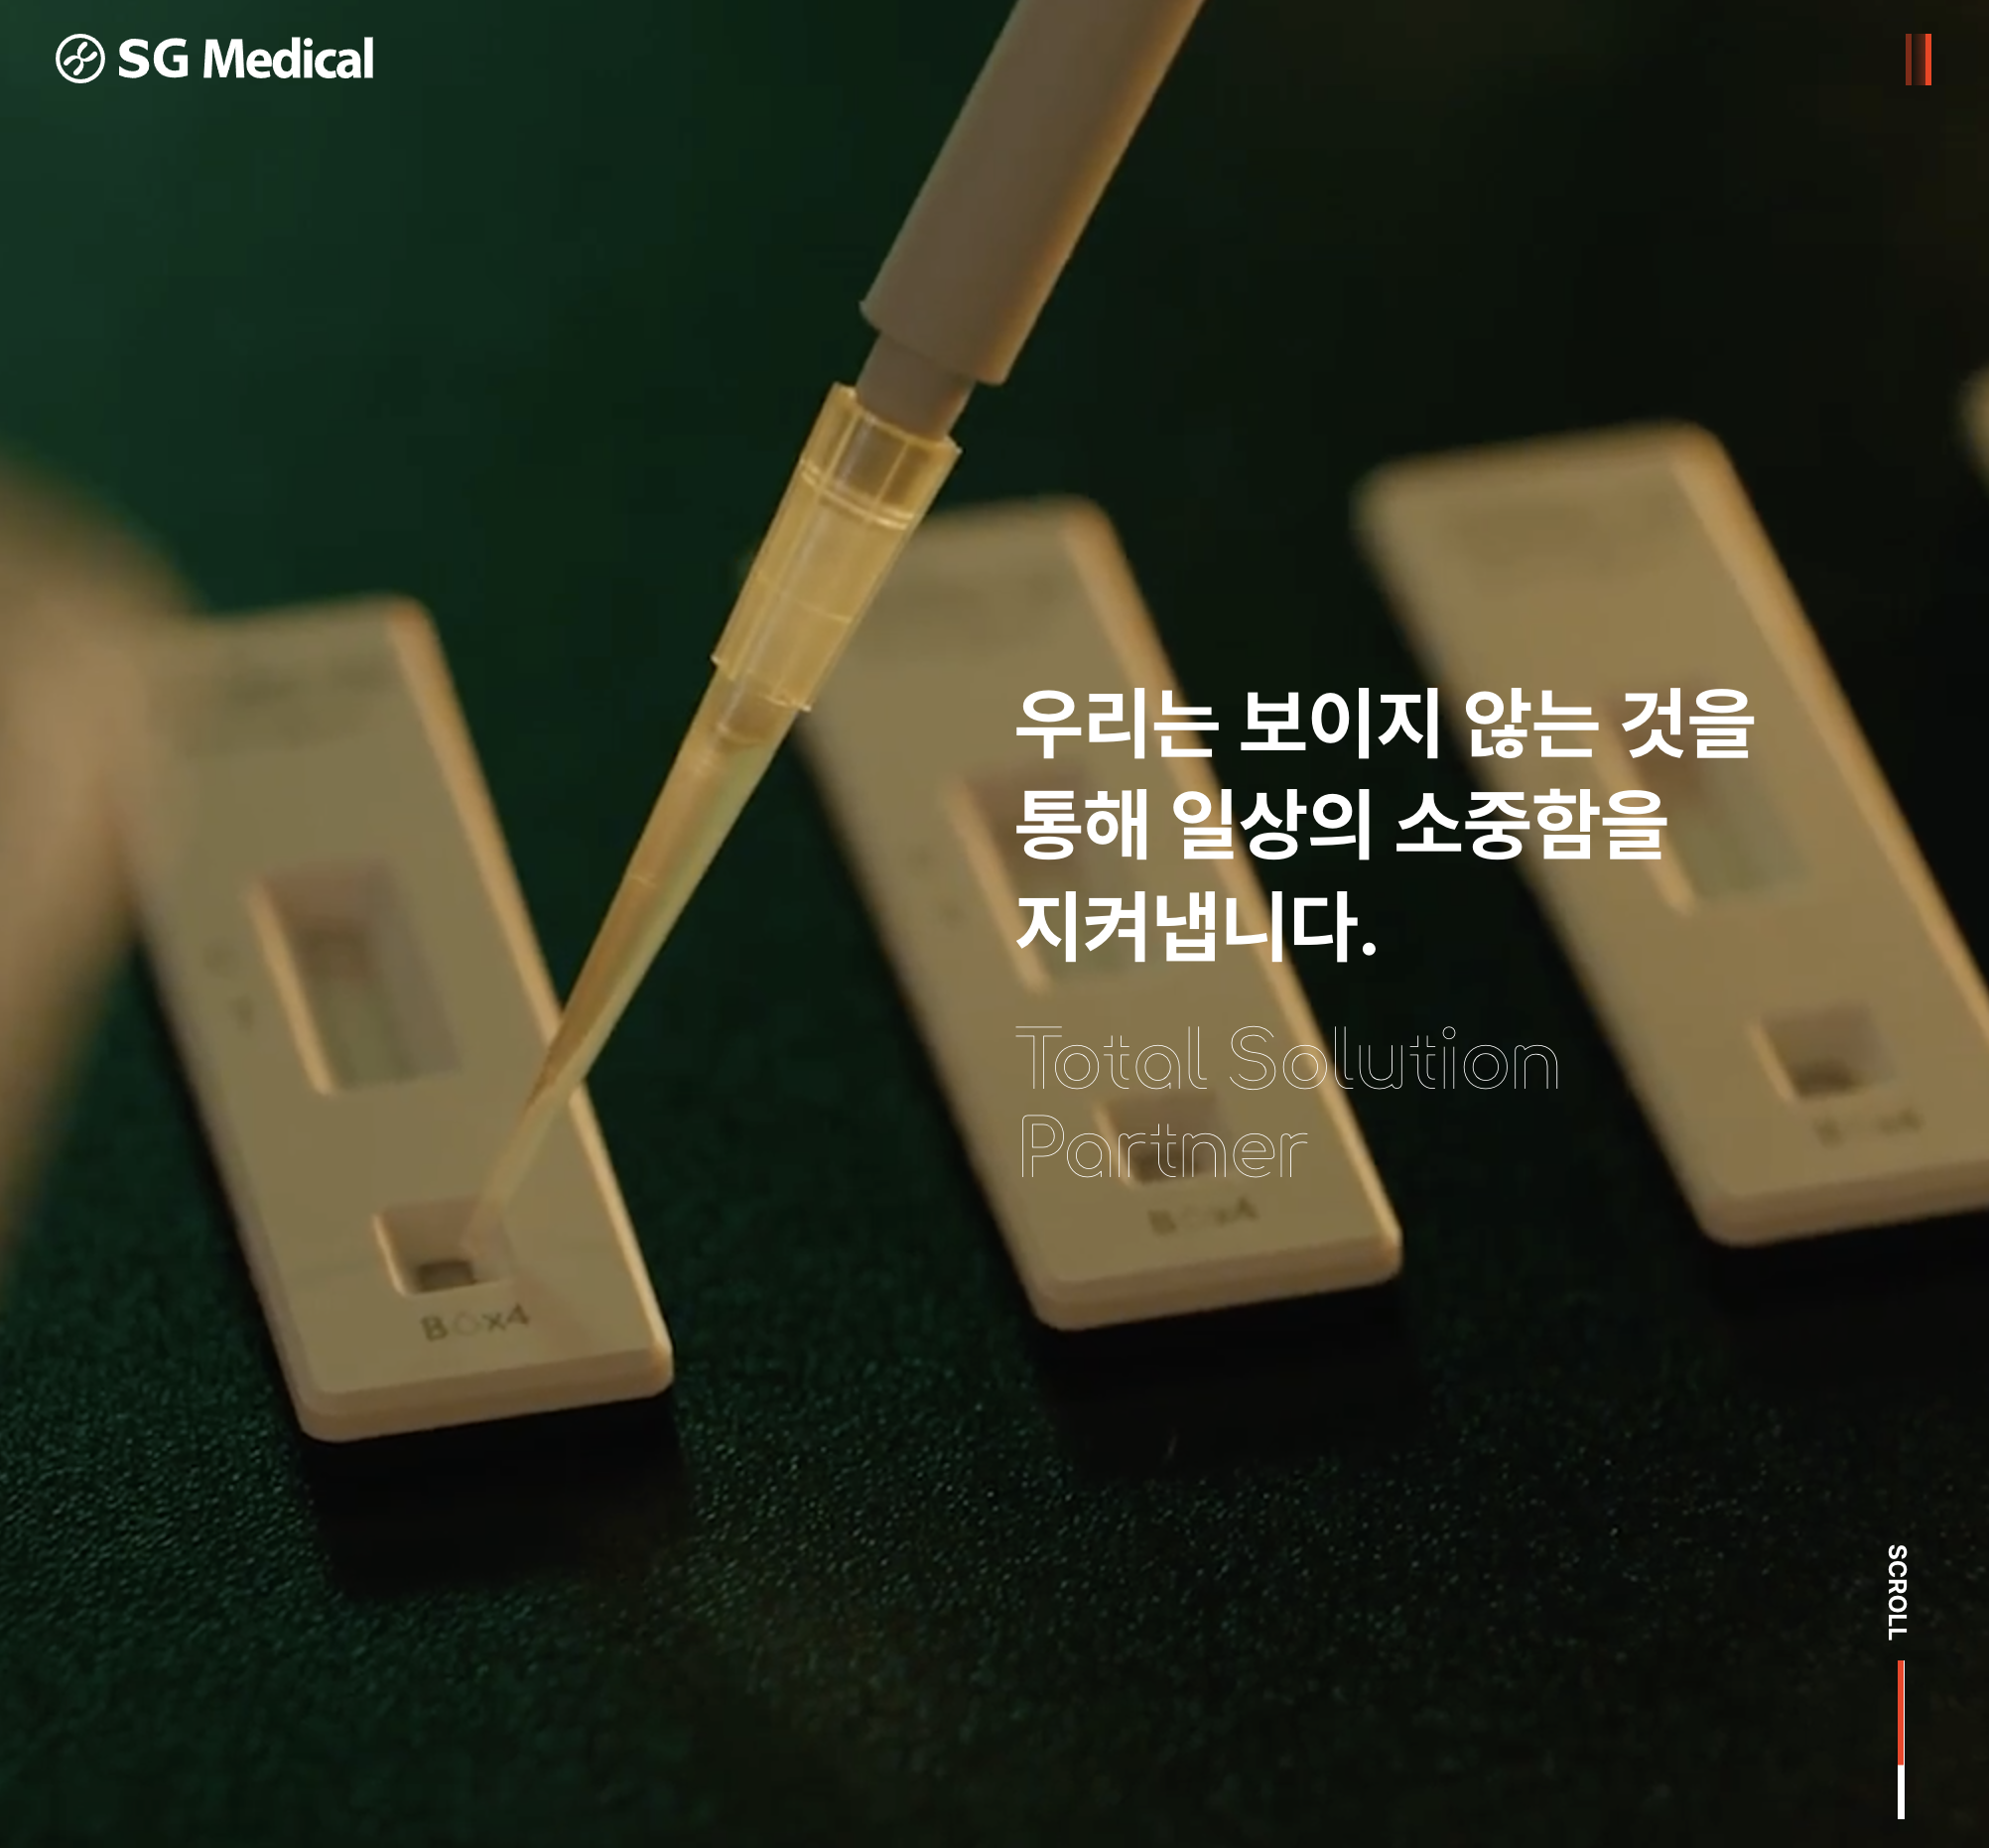 SG Medical
우리는 보이지 않는 것을
통해 일상의 소중함을
지켜냅니다.
Total Solution
Partner
SCROLL